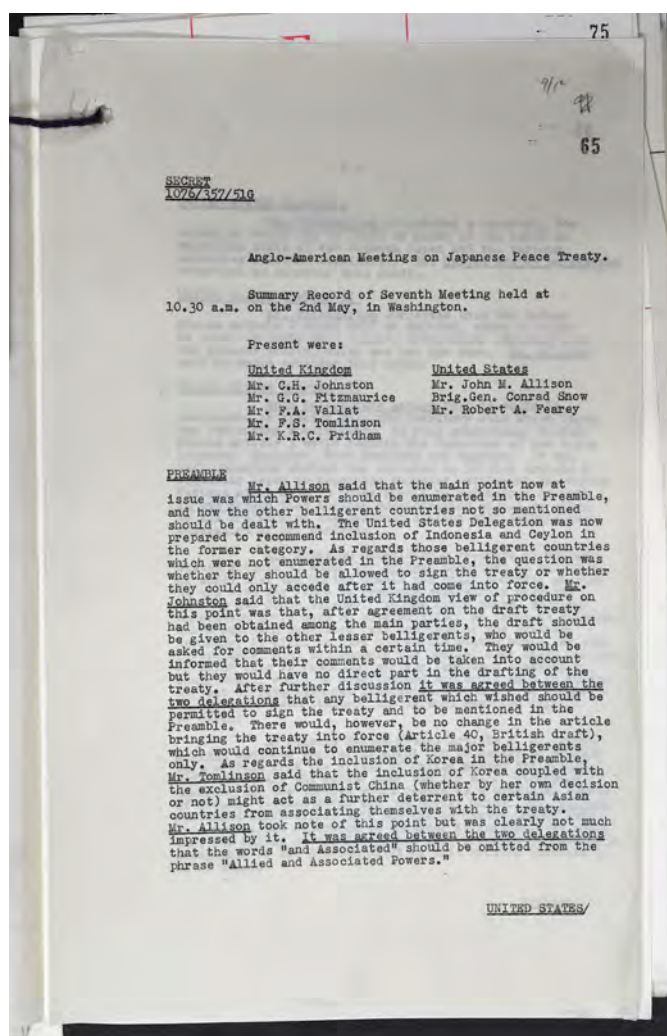 75
9/12
65
SECRET
1076/357/51G
Anglo-American Meetings on Japanese Peace Treaty.
Summary Record of Seventh Meeting held at
10.30 a.m. on the 2nd May, in Washington.
Present were:
United Kingdom United States
Mr. C.H. Johnston Mr. John M. Allison
Mr. G.G. Fitzmaurice Brig.Gen. Conrad Snow
Mr. F.A. Vallat Mr. Robert A. Fearey
Mr. F.S. Tomlinson
Mr. K.R.C. Pridham
PREAMBLE
Mr. Allison said that the main point now at
issue was which Powers should be enumerated in the Preamble,
and how the other belligerent countries not so mentioned
should be dealt with. The United States Delegation was now
prepared to recommend inclusion of Indonesia and Ceylon in
the former category. As regards those belligerent countries
which were not enumerated in the Preamble, the question was
whether they should be allowed to sign the treaty or whether
they could only accede after it had come into force. Mr.
Johnston said that the United Kingdom view of procedure on
this point was that, after agreement on the draft treaty
had been obtained among the main parties, the draft should
be given to the other lesser belligerents, who would be
asked for comments within a certain time. They would be
informed that their comments would be taken into account
but they would have no direct part in the drafting of the
treaty. After further discussion it was agreed between the
two delegations that any belligerent which wished should be
permitted to sign the treaty and to be mentioned in the
Preamble. There would, however, be no change in the article
bringing the treaty into force (Article 40, British draft),
which would continue to enumerate the major belligerents
only. As regards the inclusion of Korea in the Preamble,
Mr. Tomlinson said that the inclusion of Korea coupled with
the exclusion of Communist China (whether by her own decision
or not) might act as a further deterrent to certain Asian
countries from associating themselves with the treaty.
Mr. Allison took note of this point but was clearly not much
impressed by it. It was agreed between the two delegations
that the words "and Associated" should be omitted from the
phrase "Allied and Associated Powers."
UNITED STATES/